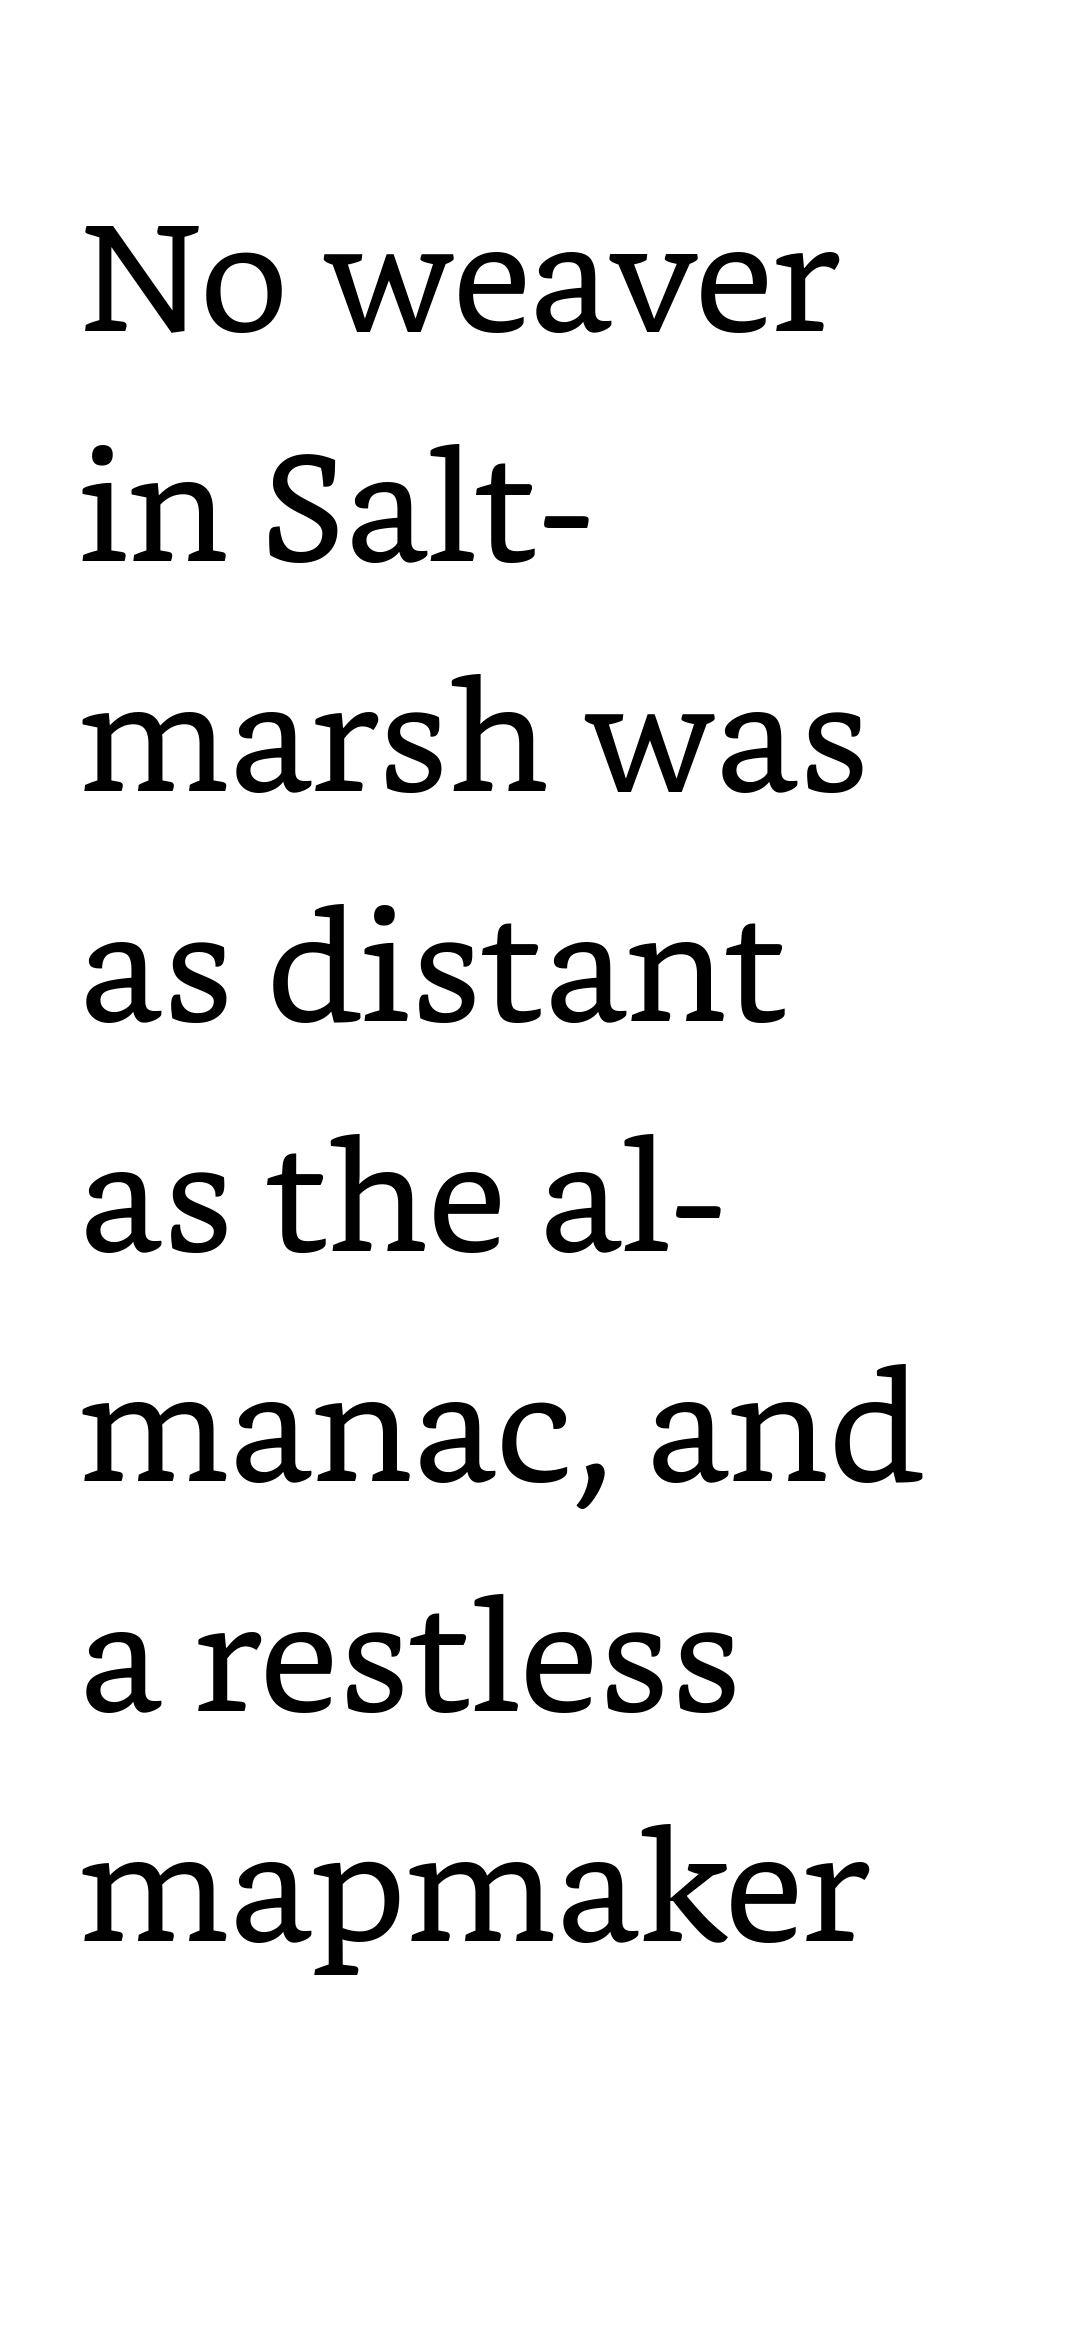 No weaver
in Salt-
marsh was
as distant
as the al-
manac, and
a restless
mapmaker